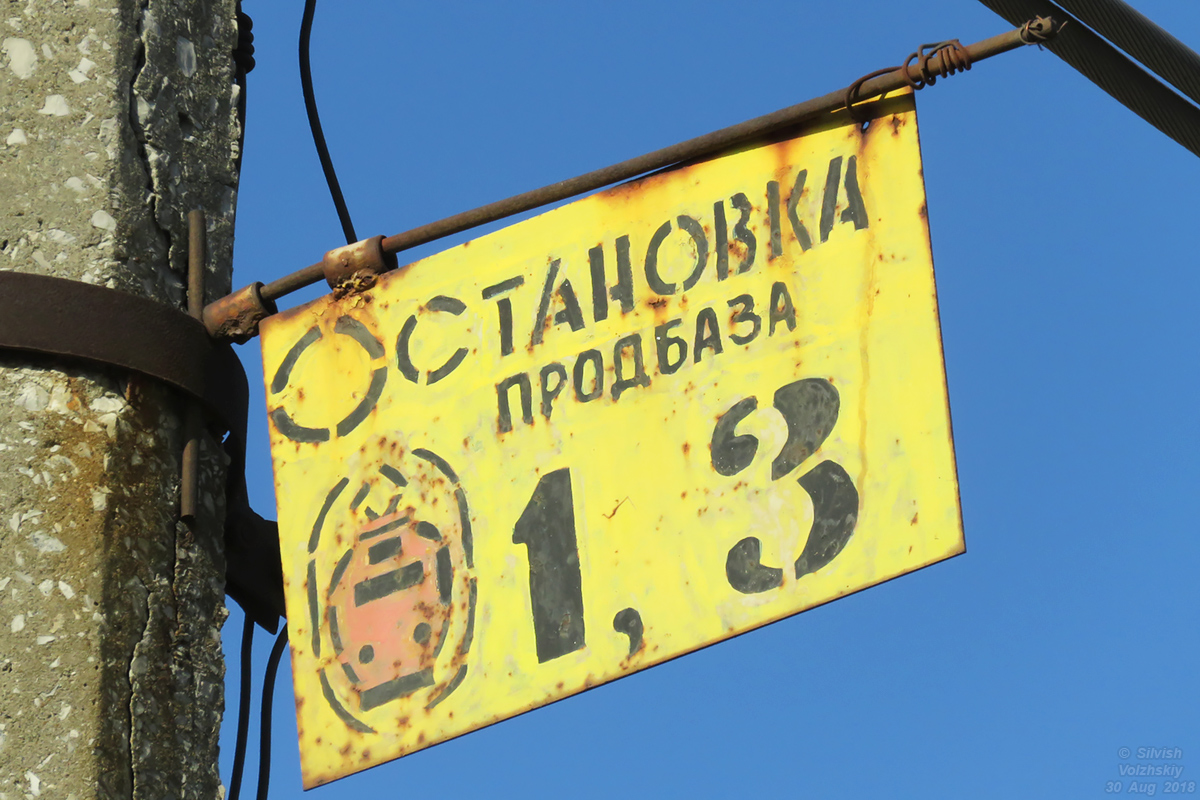 ОСТАНОВКА
ПРОДБАЗА
1, 3
© Silvish
Volzhskiy
30 Aug 2018